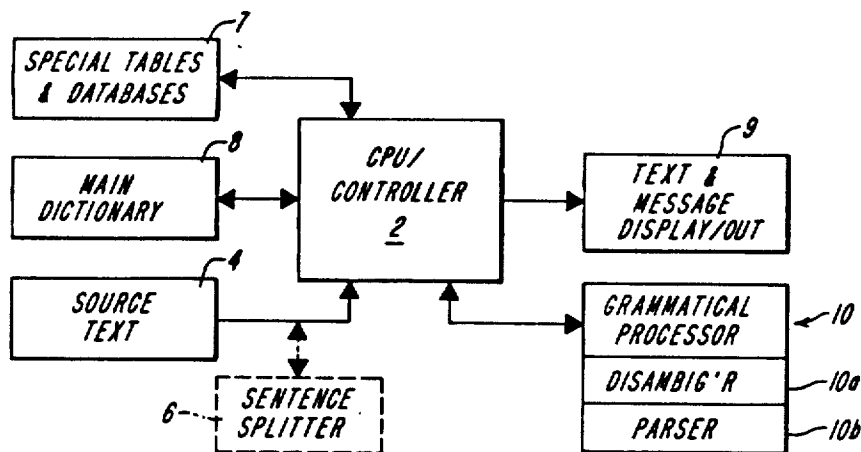 7
SPECIAL TABLES
& DATABASES
8
MAIN
DICTIONARY
4
SOURCE
TEXT
6
SENTENCE
SPLITTER
CPU/
CONTROLLER
2
9
TEXT &
MESSAGE
DISPLAY/OUT
GRAMMATICAL
PROCESSOR
10
DISAMBIG'R
10a
PARSER
10b